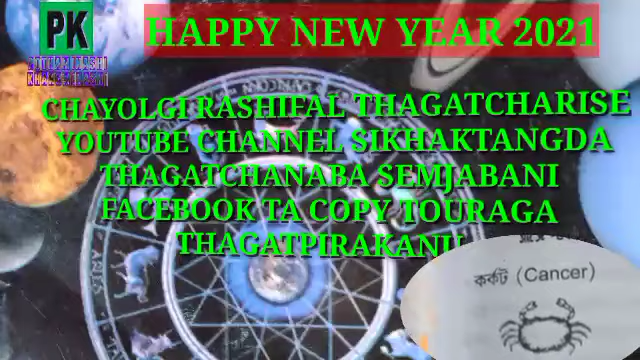 PK
HAPPY NEW YEAR 2021
CHAYOLGI RASHIFAL THAGATCHARISE
YOUTUBE CHANNEL SIKHAKTANGDA
THAGATCHANABA SEMJABANI
FACEBOOK TA COPY TOURAGA
THAGATPIRAKANU
ARIES
কর্কট (Cancer)